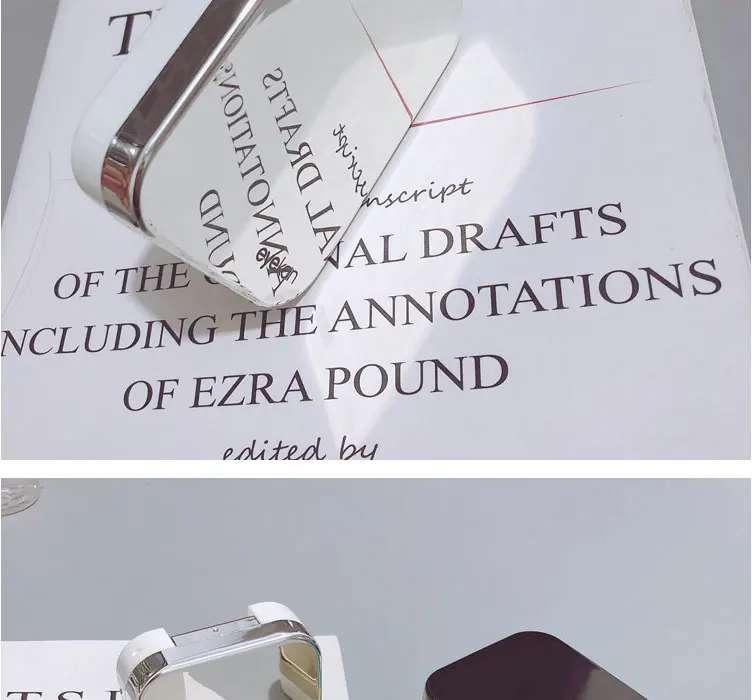 T
nscript
OF THE NAL DRAFTS
NCLUDING THE ANNOTATIONS
OF EZRA POUND
edited by
T S